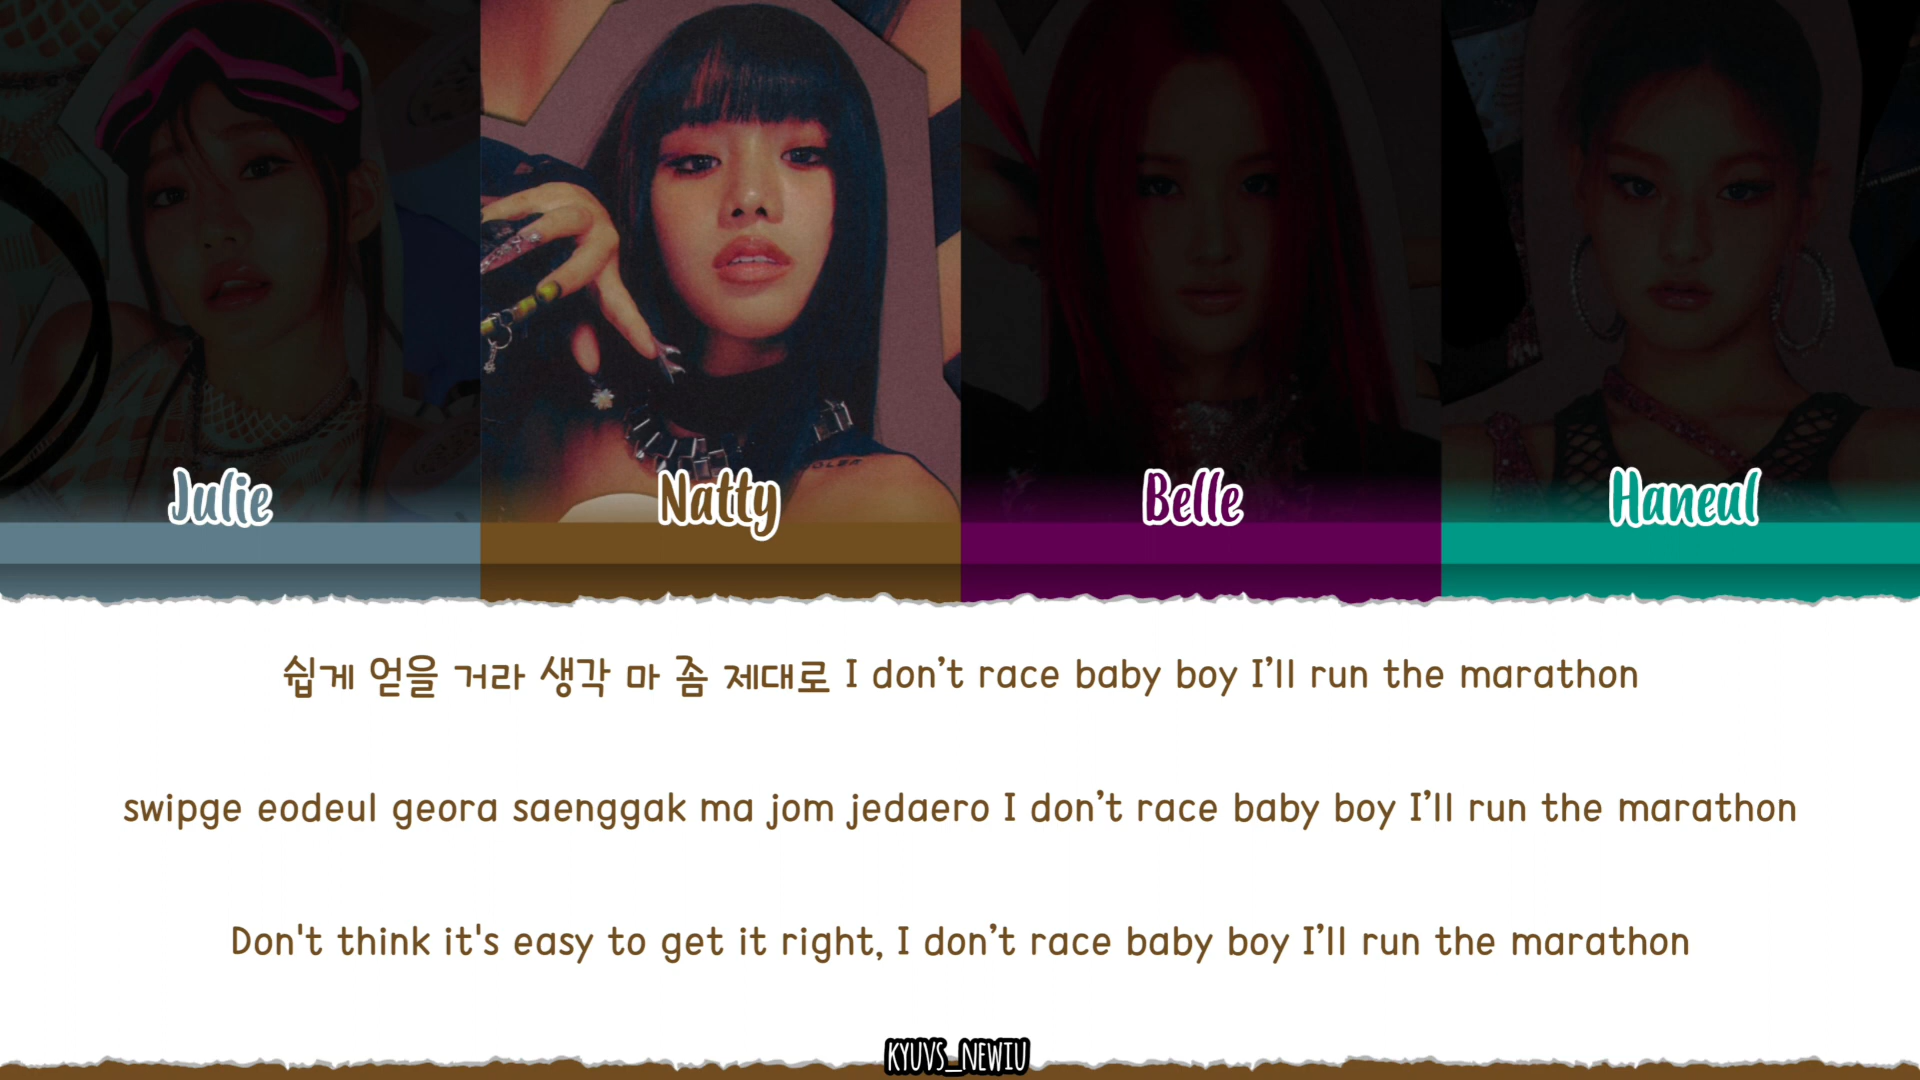 Julie
Natty
Belle
Haneul
쉽게 얻을 거라 생각 마 좀 제대로 I don’t race baby boy I’ll run the marathon
swipge eodeul geora saenggak ma jom jedaero I don’t race baby boy I’ll run the marathon
Don't think it's easy to get it right, I don’t race baby boy I’ll run the marathon
KYUVS_NEWIU